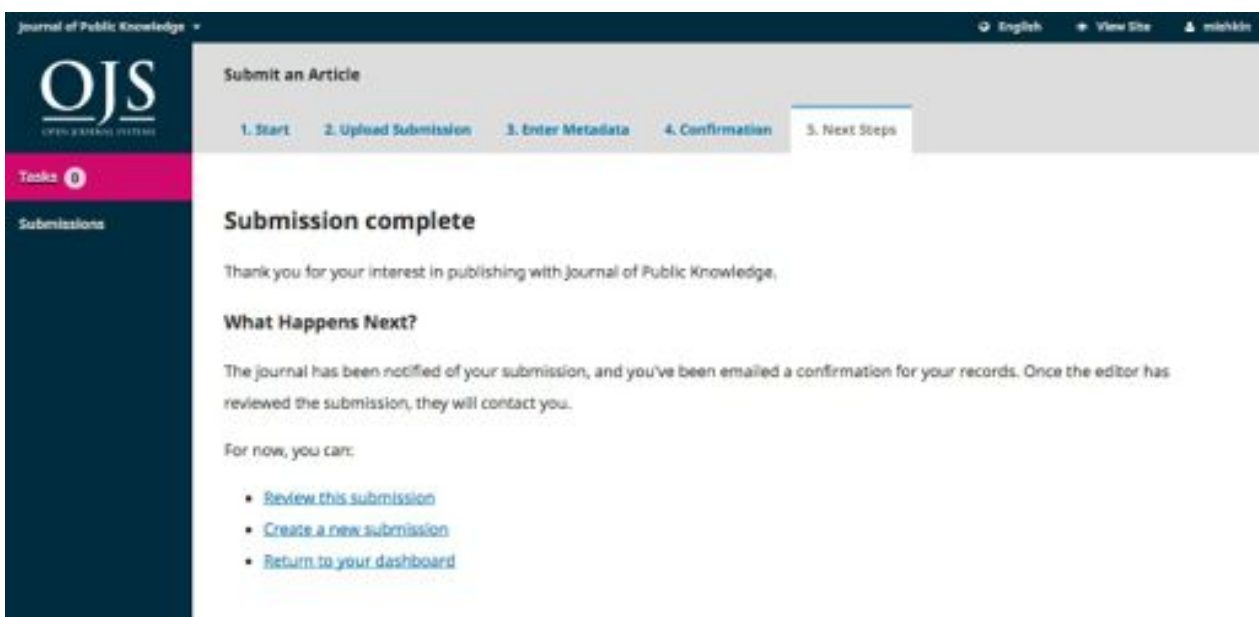 Journal of Public Knowledge
English View Site mishkin
OJS
OPEN JOURNAL SYSTEMS
Submit an Article
1. Start 2. Upload Submission 3. Enter Metadata 4. Confirmation 5. Next Steps
Tasks 0
Submissions
Submission complete
Thank you for your interest in publishing with Journal of Public Knowledge.
What Happens Next?
The journal has been notified of your submission, and you've been emailed a confirmation for your records. Once the editor has
reviewed the submission, they will contact you.
For now, you can:
Review this submission
Create a new submission
Return to your dashboard